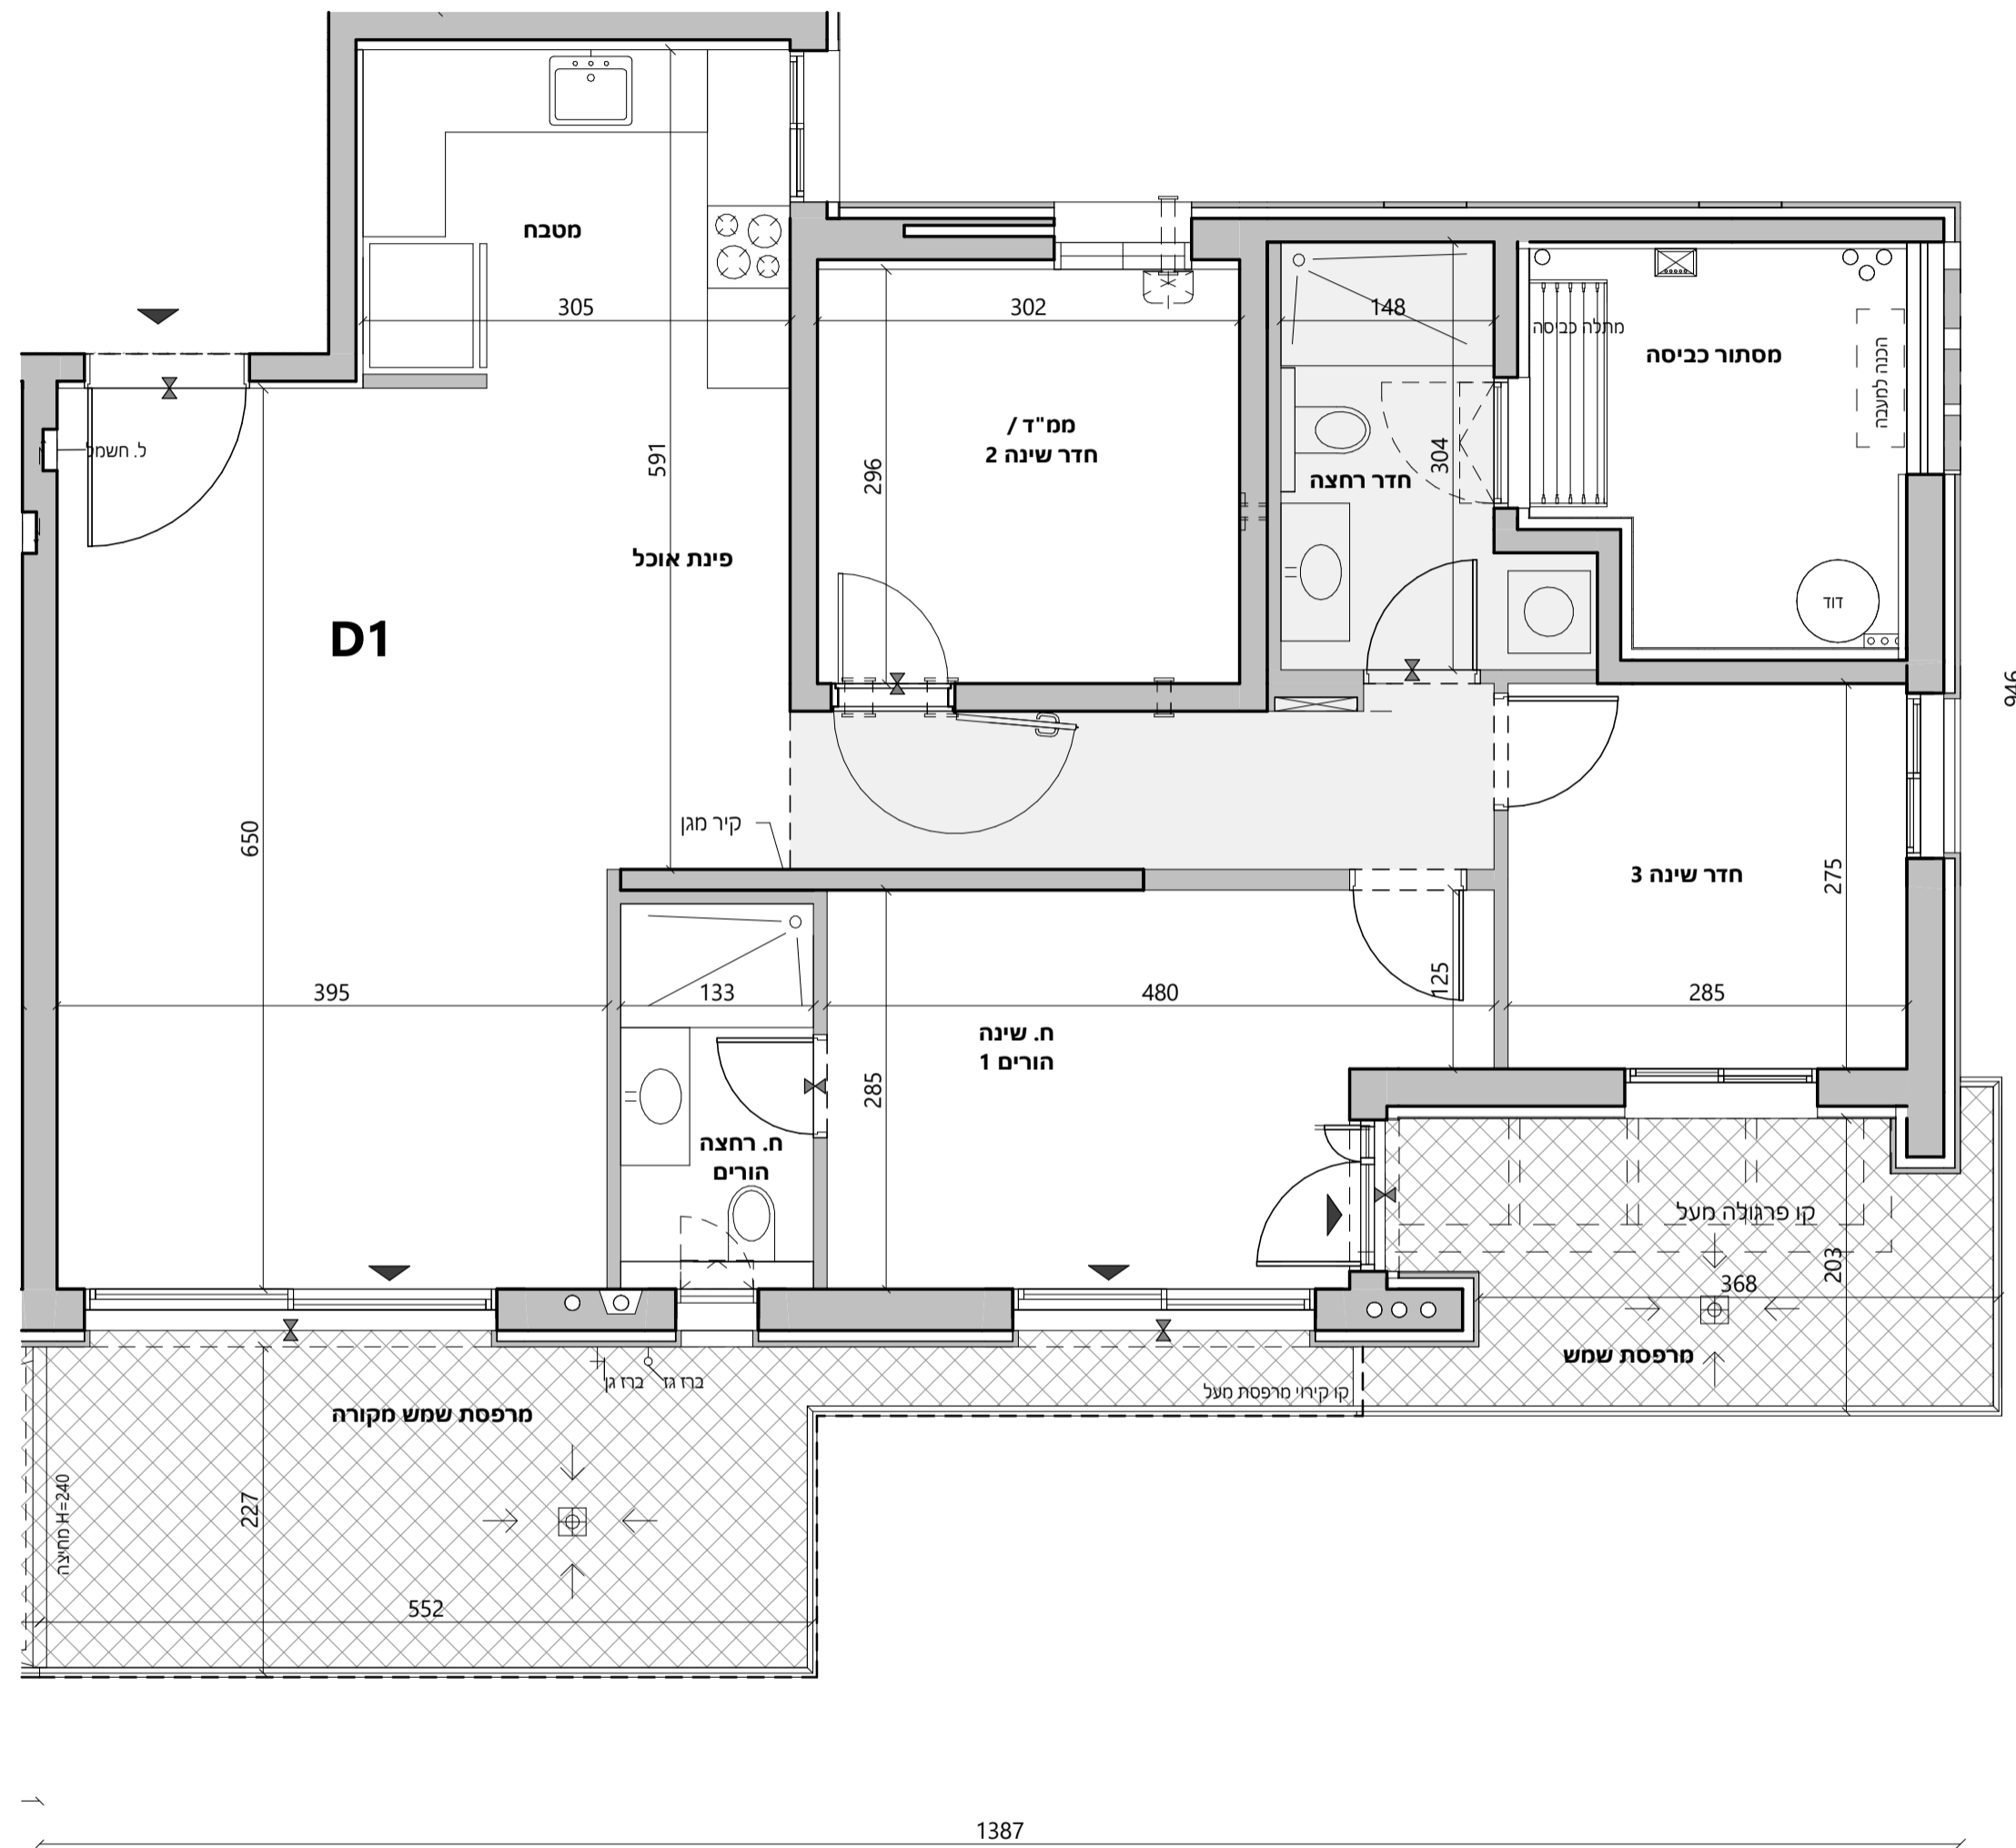 מטבח
305
302
148
מתלה כביסה
מסתור כביסה
הכנה למעבה
ל. חשמל
591
296
ממ"ד /
חדר שינה 2
304
חדר רחצה
פינת אוכל
D1
דוד
946
650
קיר מגן
275
חדר שינה 3
395
133
480
125
285
ח. שינה
הורים 1
285
ח. רחצה
הורים
קו פרגולה מעל
203
368
מרפסת שמש
ברז גן
ברז גז
קו קירוי מרפסת מעל
מרפסת שמש מקורה
מחיצה H=240
227
552
1387